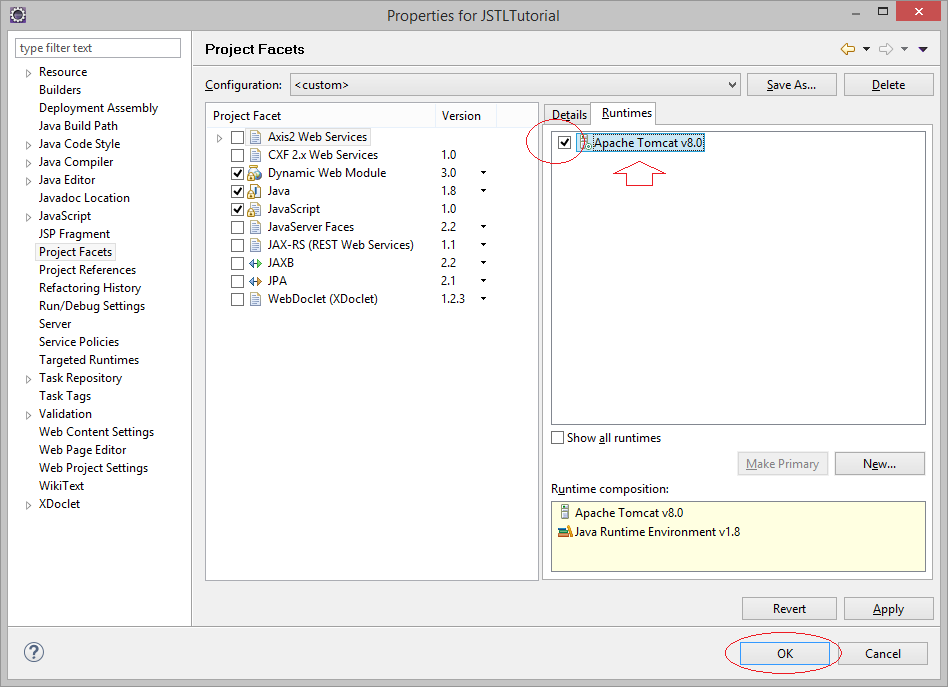 Properties for JSTLTutorial
type filter text
Resource
Builders
Deployment Assembly
Java Build Path
Java Code Style
Java Compiler
Java Editor
Javadoc Location
JavaScript
JSP Fragment
Project Facets
Project References
Refactoring History
Run/Debug Settings
Server
Service Policies
Targeted Runtimes
Task Repository
Task Tags
Validation
Web Content Settings
Web Page Editor
Web Project Settings
WikiText
XDoclet
Project Facets
Configuration: <custom> Save As... Delete
Project Facet Version
Axis2 Web Services
CXF 2.x Web Services 1.0
Dynamic Web Module 3.0
Java 1.8
JavaScript 1.0
JavaServer Faces 2.2
JAX-RS (REST Web Services) 1.1
JAXB 2.2
JPA 2.1
WebDoclet (XDoclet) 1.2.3
Details Runtimes
Apache Tomcat v8.0
Show all runtimes
Make Primary New...
Runtime composition:
Apache Tomcat v8.0
Java Runtime Environment v1.8
Revert Apply
? OK Cancel